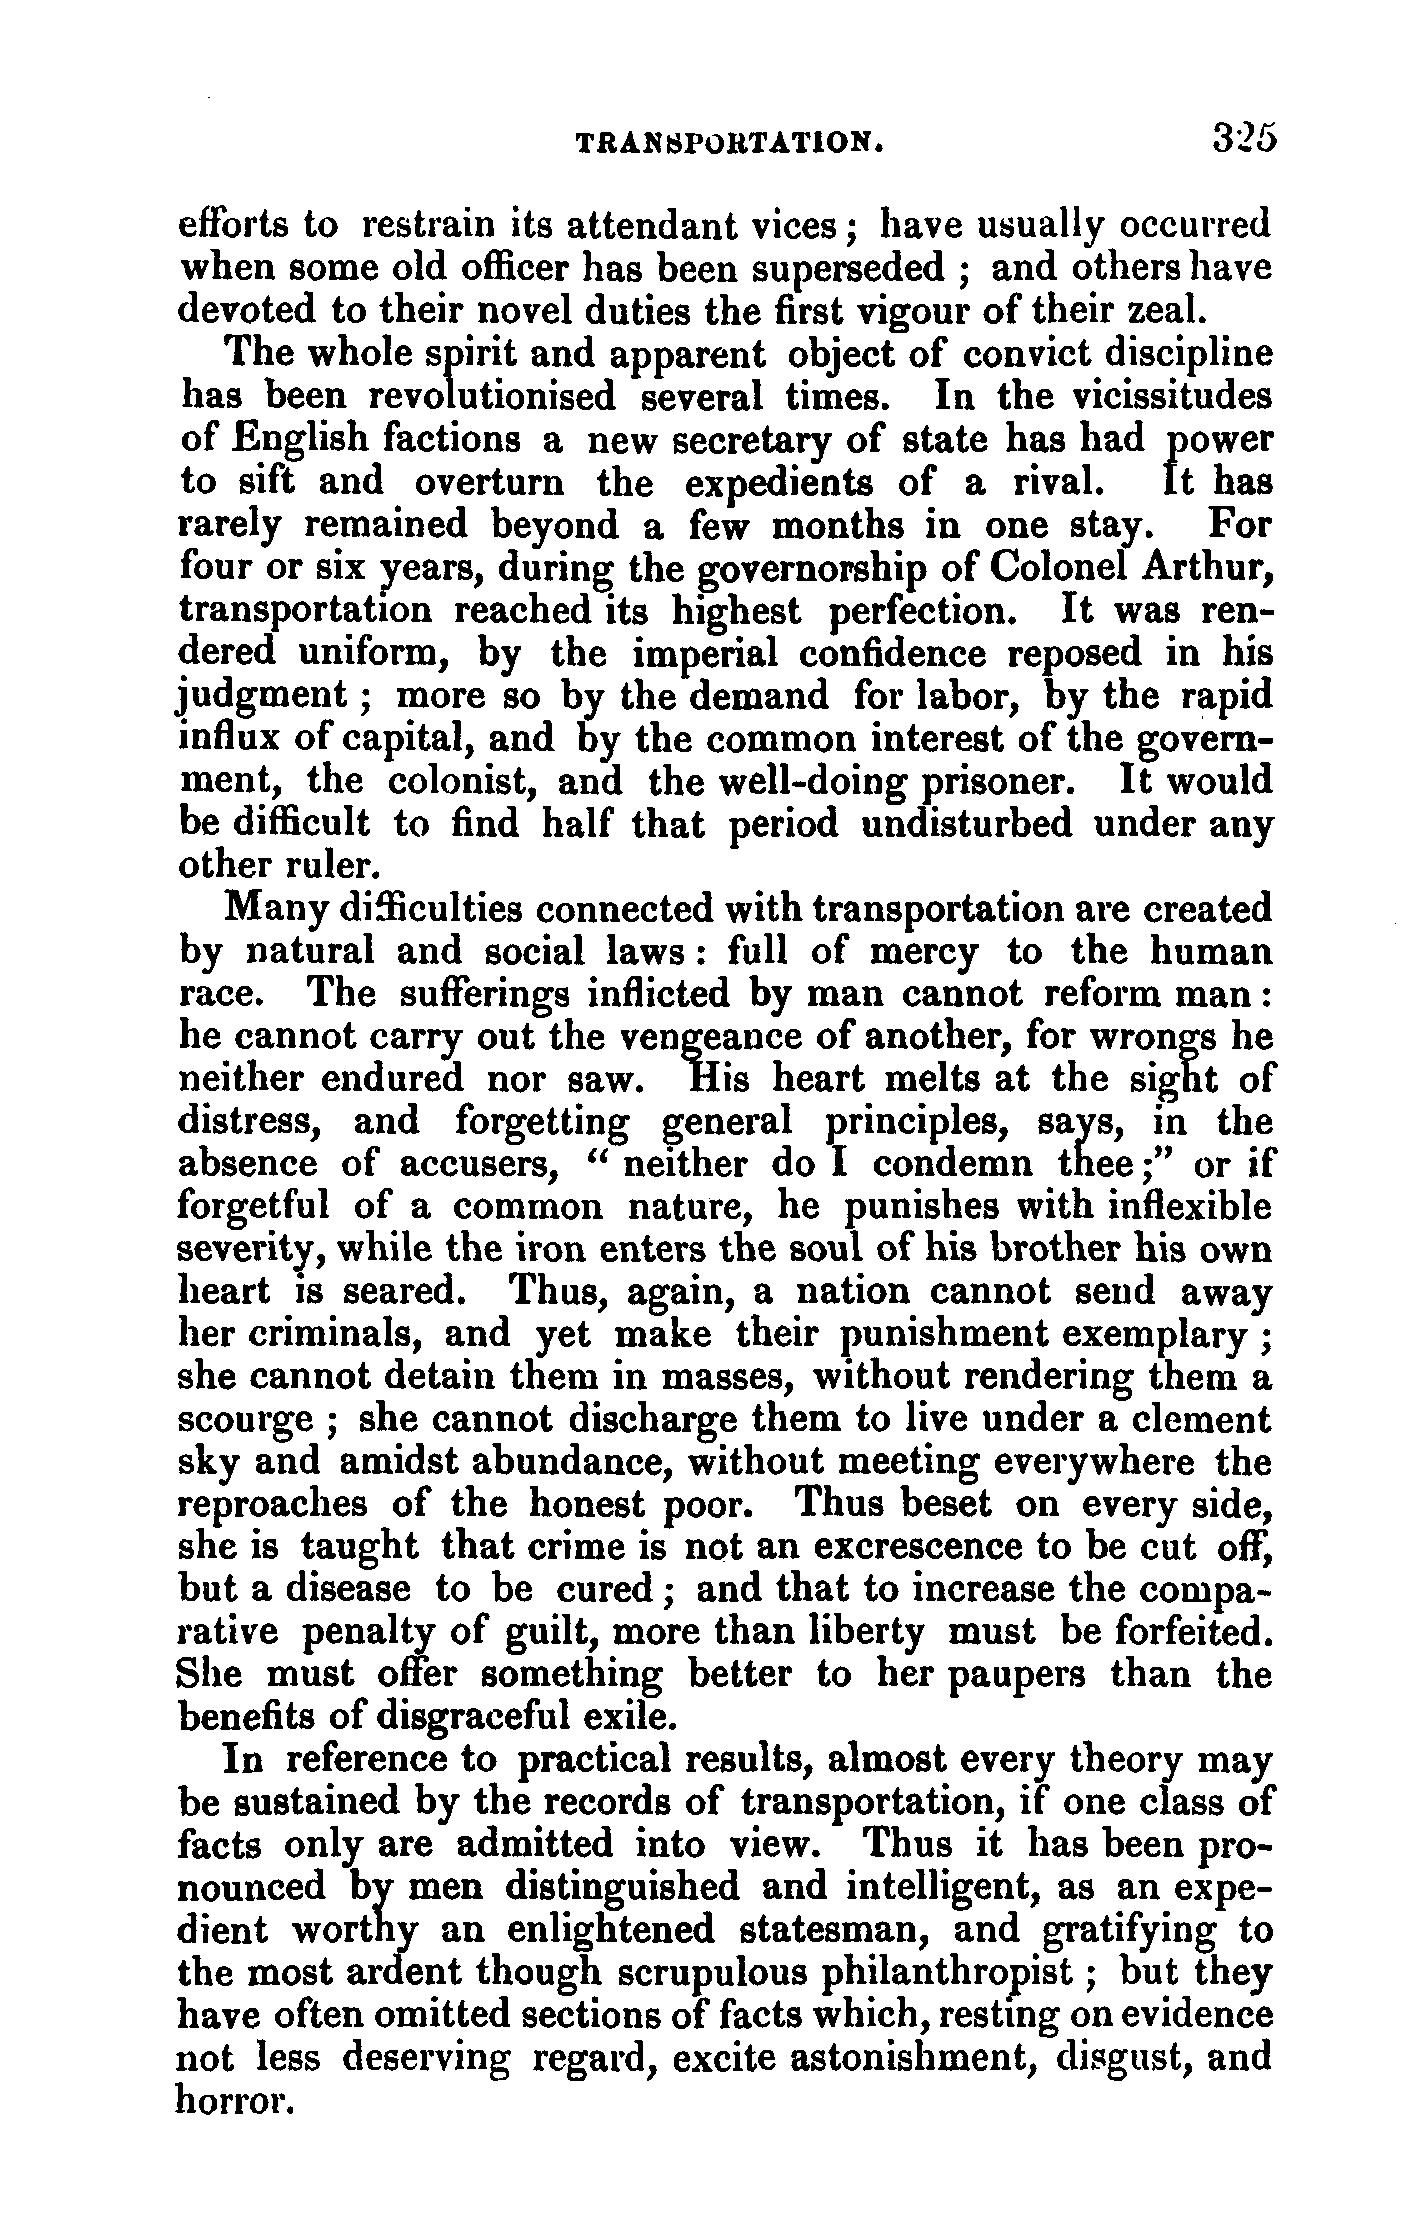 TRANSPORTATION. 325
efforts to restrain its attendant vices; have usually occurred
when some old officer has been superseded ; and others have
devoted to their novel duties the first vigour of their zeal.
The whole spirit and apparent object of convict discipline
has been revolutionised several times. In the vicissitudes
of English factions a new secretary of state has had power
to sift and overturn the expedients of a rival. It has
rarely remained beyond a few months in one stay. For
four or six years, during the governorship of Colonel Arthur,
transportation reached its highest perfection. It was ren-
dered uniform, by the imperial confidence reposed in his
judgment ; more so by the demand for labor, by the rapid
influx of capital, and by the common interest of the govern-
ment, the colonist, and the well-doing prisoner. It would
be difficult to find half that period undisturbed under any
other ruler.
Many difficulties connected with transportation are created
by natural and social laws : full of mercy to the human
race. The sufferings inflicted by man cannot reform man :
he cannot carry out the vengeance of another, for wrongs he
neither endured nor saw. His heart melts at the sight of
distress, and forgetting general principles, says, in the
absence of accusers, “ neither do I condemn thee ;” or if
forgetful of a common nature, he punishes with inflexible
severity, while the iron enters the soul of his brother his own
heart is seared. Thus, again, a nation cannot send away
her criminals, and yet make their punishment exemplary ;
she cannot detain them in masses, without rendering them a
scourge ; she cannot discharge them to live under a clement
sky and amidst abundance, without meeting everywhere the
reproaches of the honest poor. Thus beset on every side,
she is taught that crime is not an excrescence to be cut off,
but a disease to be cured ; and that to increase the compa-
rative penalty of guilt, more than liberty must be forfeited.
She must offer something better to her paupers than the
benefits of disgraceful exile.
In reference to practical results, almost every theory may
be sustained by the records of transportation, if one class of
facts only are admitted into view. Thus it has been pro-
nounced by men distinguished and intelligent, as an expe-
dient worthy an enlightened statesman, and gratifying to
the most ardent though scrupulous philanthropist ; but they
have often omitted sections of facts which, resting on evidence
not less deserving regard, excite astonishment, disgust, and
horror.